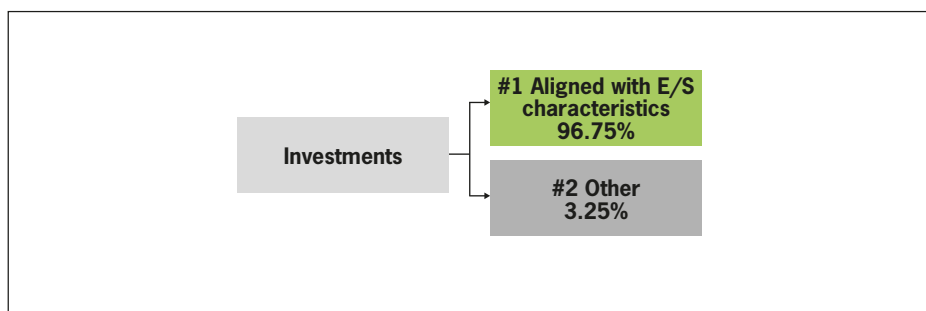 #1 Aligned with E/S
characteristics
96.75%
Investments
#2 Other
3.25%